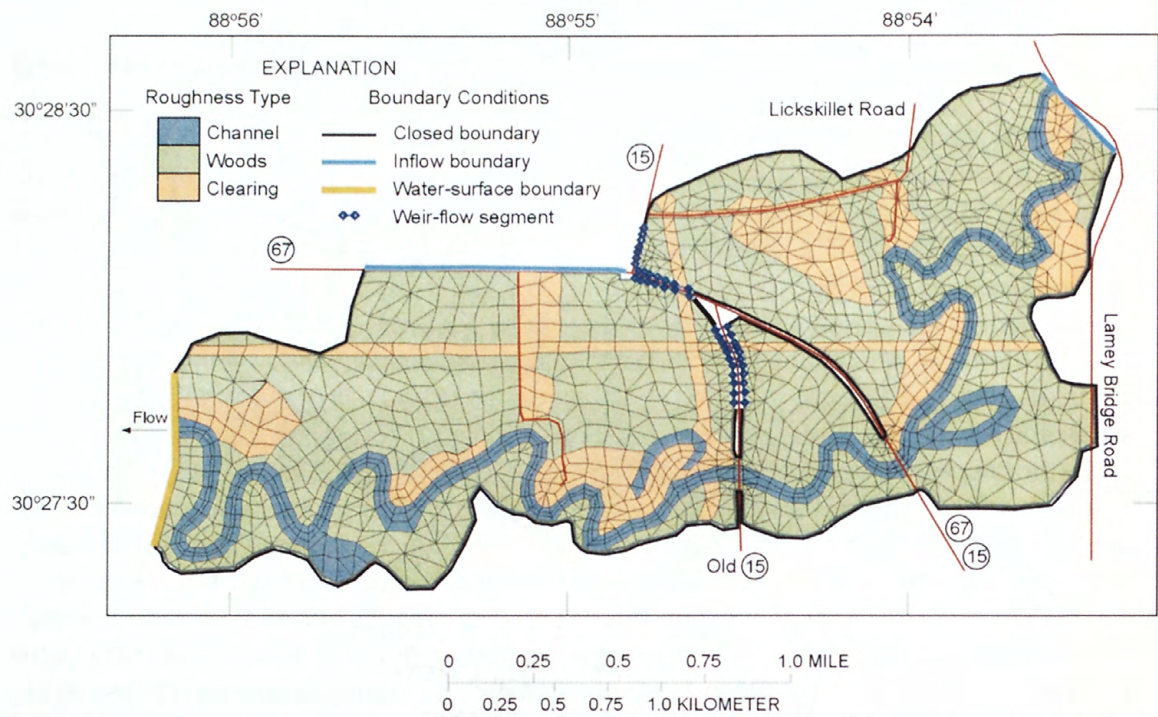 88°56'
88°55'
88°54'
EXPLANATION
Roughness Type
Boundary Conditions
Channel
Woods
Clearing
Closed boundary
Inflow boundary
Water-surface boundary
Weir-flow segment
30°28'30"
Lickskillet Road
15
67
Lamey Bridge Road
Flow
30°27'30"
67
15
Old 15
0 0.25 0.5 0.75 1.0 MILE
0 0.25 0.5 0.75 1.0 KILOMETER